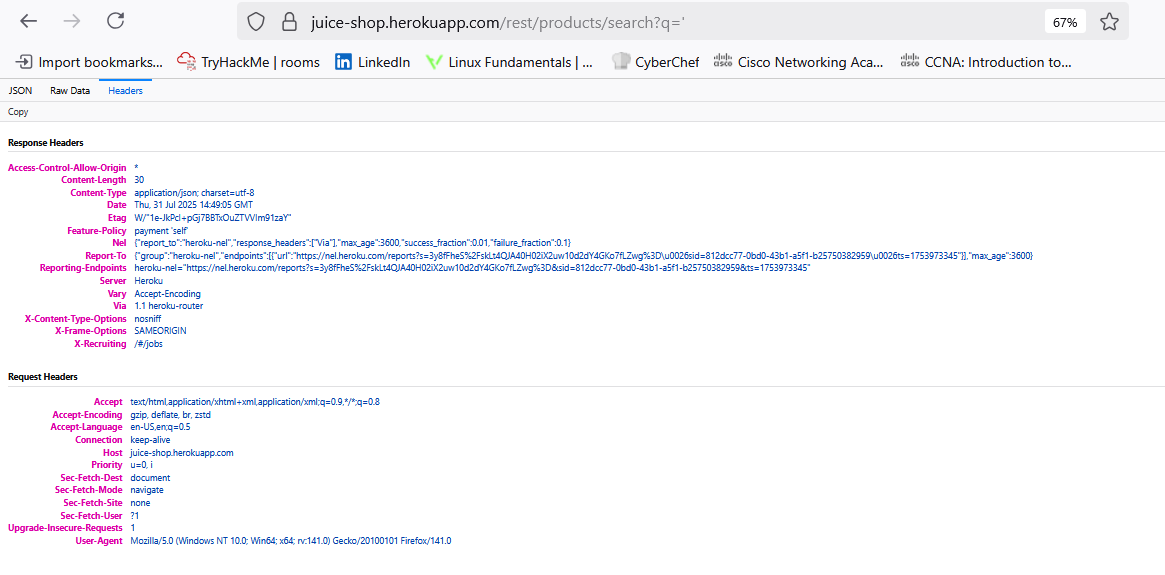 juice-shop.herokuapp.com/rest/products/search?q='
67%
Import bookmarks... TryHackMe | rooms LinkedIn Linux Fundamentals | ... CyberChef Cisco Networking Aca... CCNA: Introduction to...
JSON Raw Data Headers
Copy
Response Headers
Access-Control-Allow-Origin *
Content-Length 30
Content-Type application/json; charset=utf-8
Date Thu, 31 Jul 2025 14:49:05 GMT
Etag W/"1e-JkPcI+pGj7BBTxOuZTVVIm91zaY"
Feature-Policy payment 'self'
Nel {"report_to":"heroku-nel","response_headers":["Via"],"max_age":3600,"success_fraction":0.01,"failure_fraction":0.1}
Report-To {"group":"heroku-nel","endpoints":[{"url":"https://nel.heroku.com/reports?s=3y8fFheS%2FskLt4QJA40H02iX2uw10d2dY4GKo7fLZwg%3D\u0026sid=812dcc77-0bd0-43b1-a5f1-b25750382959\u0026ts=1753973345"}],"max_age":3600}
Reporting-Endpoints heroku-nel="https://nel.heroku.com/reports?s=3y8fFheS%2FskLt4QJA40H02iX2uw10d2dY4GKo7fLZwg%3D&sid=812dcc77-0bd0-43b1-a5f1-b25750382959&ts=1753973345"
Server Heroku
Vary Accept-Encoding
Via 1.1 heroku-router
X-Content-Type-Options nosniff
X-Frame-Options SAMEORIGIN
X-Recruiting /#/jobs
Request Headers
Accept text/html,application/xhtml+xml,application/xml;q=0.9,*/*;q=0.8
Accept-Encoding gzip, deflate, br, zstd
Accept-Language en-US,en;q=0.5
Connection keep-alive
Host juice-shop.herokuapp.com
Priority u=0, i
Sec-Fetch-Dest document
Sec-Fetch-Mode navigate
Sec-Fetch-Site none
Sec-Fetch-User ?1
Upgrade-Insecure-Requests 1
User-Agent Mozilla/5.0 (Windows NT 10.0; Win64; x64; rv:141.0) Gecko/20100101 Firefox/141.0